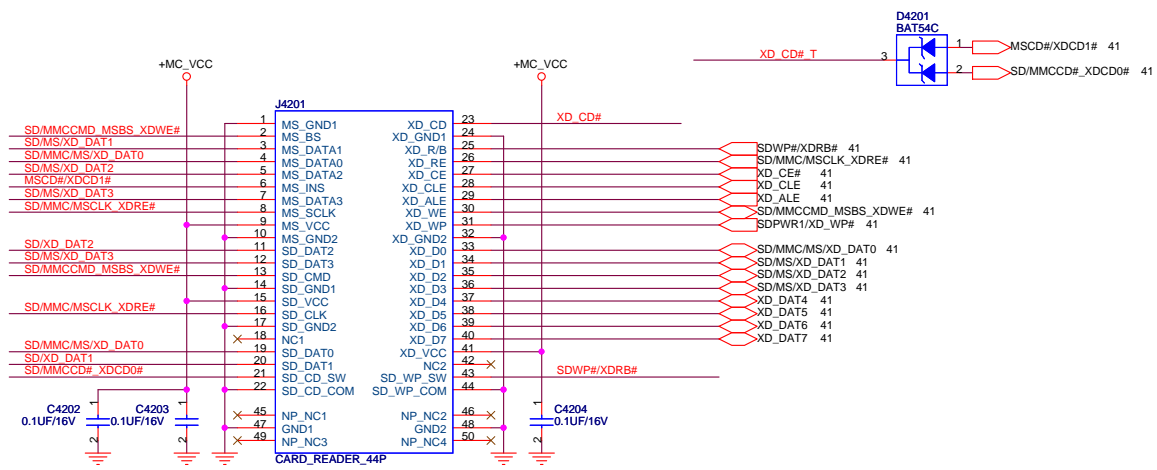 D4201
BAT54C
XD_CD#_T 3 1 MSCD#/XDCD1# 41
2 SD/MMCCD#_XDCD0# 41
+MC_VCC +MC_VCC
J4201
1 MS_GND1 XD_CD 23 XD_CD#
SD/MMCCMD_MSBS_XDWE# 2 MS_BS XD_GND1 24
SD/MS/XD_DAT1 3 MS_DATA1 XD_R/B 25 SDWP#/XDRB# 41
SD/MMC/MS/XD_DAT0 4 MS_DATA0 XD_RE 26 SD/MMC/MSCLK_XDRE# 41
SD/MS/XD_DAT2 5 MS_DATA2 XD_CE 27 XD_CE# 41
MSCD#/XDCD1# 6 MS_INS XD_CLE 28 XD_CLE 41
SD/MS/XD_DAT3 7 MS_DATA3 XD_ALE 29 XD_ALE 41
SD/MMC/MSCLK_XDRE# 8 MS_SCLK XD_WE 30 SD/MMCCMD_MSBS_XDWE# 41
9 MS_VCC XD_WP 31 SDPWR1/XD_WP# 41
10 MS_GND2 XD_GND2 32
SD/XD_DAT2 11 SD_DAT2 XD_D0 33 SD/MMC/MS/XD_DAT0 41
SD/MS/XD_DAT3 12 SD_DAT3 XD_D1 34 SD/MS/XD_DAT1 41
SD/MMCCMD_MSBS_XDWE# 13 SD_CMD XD_D2 35 SD/MS/XD_DAT2 41
14 SD_GND1 XD_D3 36 SD/MS/XD_DAT3 41
15 SD_VCC XD_D4 37 XD_DAT4 41
SD/MMC/MSCLK_XDRE# 16 SD_CLK XD_D5 38 XD_DAT5 41
17 SD_GND2 XD_D6 39 XD_DAT6 41
18 NC1 XD_D7 40 XD_DAT7 41
SD/MMC/MS/XD_DAT0 19 SD_DAT0 XD_VCC 41
SD/XD_DAT1 20 SD_DAT1 NC2 42
SD/MMCCD#_XDCD0# 21 SD_CD_SW SD_WP_SW 43 SDWP#/XDRB#
22 SD_CD_COM SD_WP_COM 44
1 1 1
C4202 C4203 45 NP_NC1 NP_NC2 46 C4204
0.1UF/16V 0.1UF/16V 47 GND1 GND2 48 0.1UF/16V
2 2 49 NP_NC3 NP_NC4 50 2
CARD_READER_44P